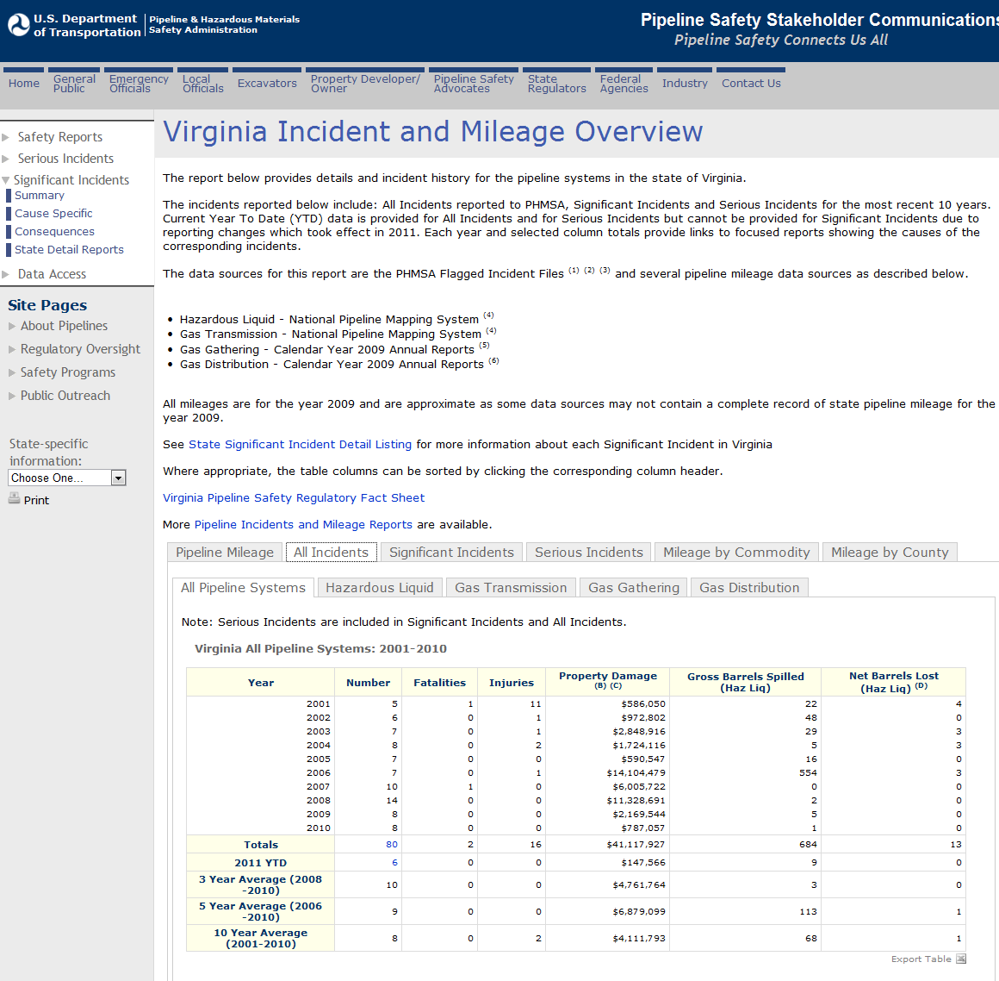 U.S. Department
of Transportation
Pipeline & Hazardous Materials
Safety Administration
Pipeline Safety Stakeholder Communications
Pipeline Safety Connects Us All
Home
General
Public
Emergency
Officials
Local
Officials
Excavators
Property Developer/
Owner
Pipeline Safety
Advocates
State
Regulators
Federal
Agencies
Industry
Contact Us
Safety Reports
Serious Incidents
Significant Incidents
Summary
Cause Specific
Consequences
State Detail Reports
Data Access
Site Pages
About Pipelines
Regulatory Oversight
Safety Programs
Public Outreach
State-specific
information:
Choose One...
Print
Virginia Incident and Mileage Overview
The report below provides details and incident history for the pipeline systems in the state of Virginia.
The incidents reported below include: All Incidents reported to PHMSA, Significant Incidents and Serious Incidents for the most recent 10 years.
Current Year To Date (YTD) data is provided for All Incidents and for Serious Incidents but cannot be provided for Significant Incidents due to
reporting changes which took effect in 2011. Each year and selected column totals provide links to focused reports showing the causes of the
corresponding incidents.
The data sources for this report are the PHMSA Flagged Incident Files (1) (2) (3) and several pipeline mileage data sources as described below.
• Hazardous Liquid - National Pipeline Mapping System (4)
• Gas Transmission - National Pipeline Mapping System (4)
• Gas Gathering - Calendar Year 2009 Annual Reports (5)
• Gas Distribution - Calendar Year 2009 Annual Reports (6)
All mileages are for the year 2009 and are approximate as some data sources may not contain a complete record of state pipeline mileage for the
year 2009.
See State Significant Incident Detail Listing for more information about each Significant Incident in Virginia
Where appropriate, the table columns can be sorted by clicking the corresponding column header.
Virginia Pipeline Safety Regulatory Fact Sheet
More Pipeline Incidents and Mileage Reports are available.
Pipeline Mileage All Incidents Significant Incidents Serious Incidents Mileage by Commodity Mileage by County
All Pipeline Systems Hazardous Liquid Gas Transmission Gas Gathering Gas Distribution
Note: Serious Incidents are included in Significant Incidents and All Incidents.
Virginia All Pipeline Systems: 2001-2010
Year Number Fatalities Injuries Property Damage (B) (C) Gross Barrels Spilled (Haz Liq) Net Barrels Lost (Haz Liq) (D)
2001 5 1 11 $586,050 22 4
2002 6 0 1 $972,802 48 0
2003 7 0 1 $2,848,916 29 3
2004 8 0 2 $1,724,116 5 3
2005 7 0 0 $590,547 16 0
2006 7 0 1 $14,104,479 554 3
2007 10 1 0 $6,005,722 0 0
2008 14 0 0 $11,328,691 2 0
2009 8 0 0 $2,169,544 5 0
2010 8 0 0 $787,057 1 0
Totals 80 2 16 $41,117,927 684 13
2011 YTD 6 0 0 $147,566 9 0
3 Year Average (2008
-2010) 10 0 0 $4,761,764 3 0
5 Year Average (2006
-2010) 9 0 0 $6,879,099 113 1
10 Year Average
(2001-2010) 8 0 2 $4,111,793 68 1
Export Table